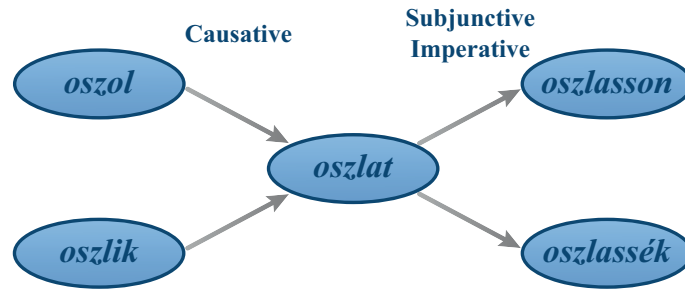 Causative
Subjunctive
Imperative
oszol
oszlasson
oszlat
oszlik
oszlassék